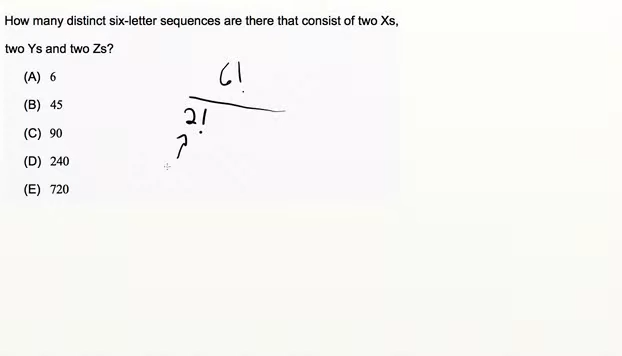 How many distinct six-letter sequences are there that consist of two Xs,
two Ys and two Zs?
(A) 6
(B) 45
(C) 90
(D) 240
(E) 720
6!
2!